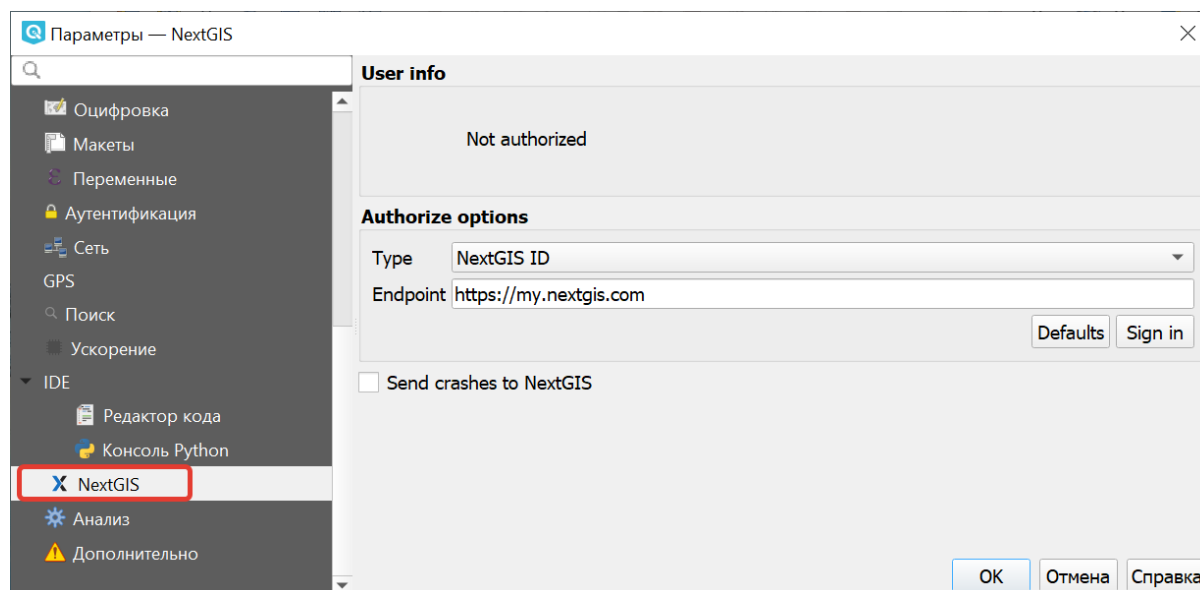 Параметры — NextGIS
Оцифровка
Макеты
Переменные
Аутентификация
Сеть
GPS
Поиск
Ускорение
IDE
Редактор кода
Консоль Python
NextGIS
Анализ
Дополнительно
User info
Not authorized
Authorize options
Type NextGIS ID
Endpoint https://my.nextgis.com
Defaults Sign in
Send crashes to NextGIS
OK Отмена Справка